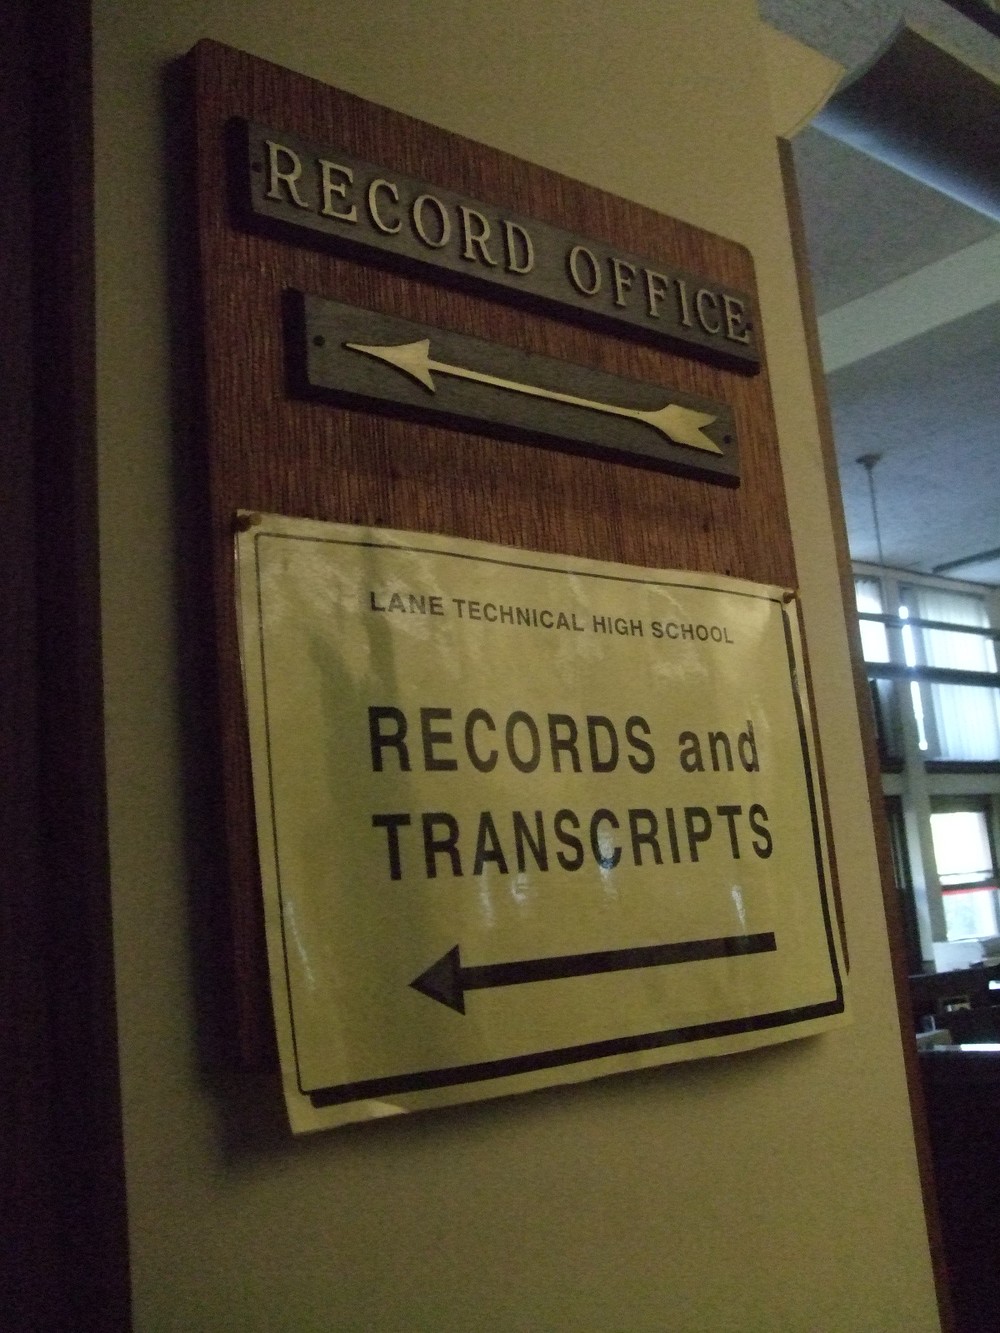 RECORD OFFICE
LANE TECHNICAL HIGH SCHOOL
RECORDS and
TRANSCRIPTS